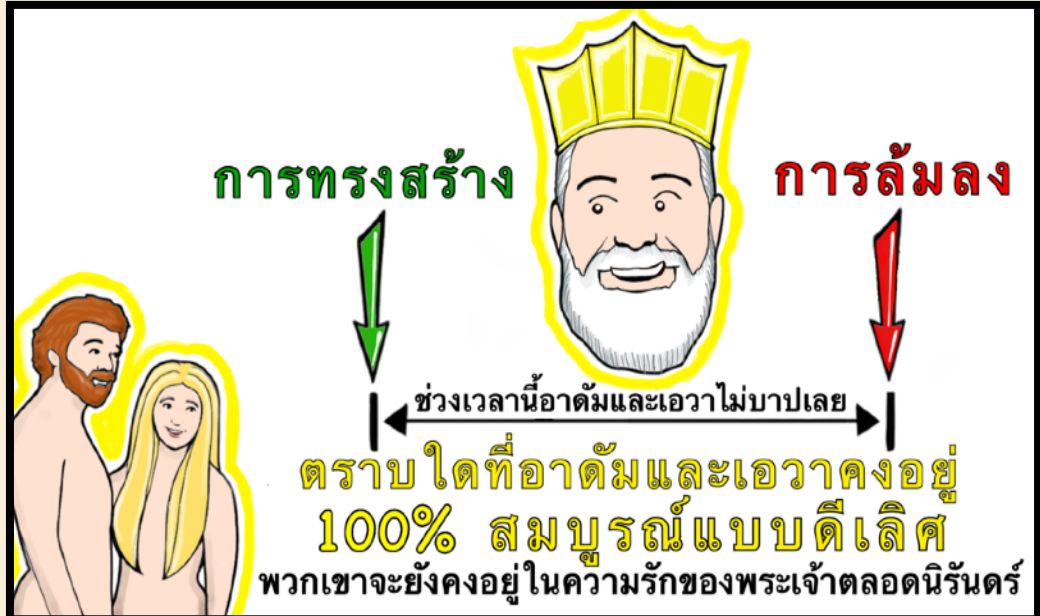 การทรงสร้าง
การล้มลง
ช่วงเวลานี้อาดัมและเอวาไม่บาปเลย
ตราบใดที่อาดัมและเอวาคงอยู่
100% สมบูรณ์แบบดีเลิศ
พวกเขาจะยังคงอยู่ในความรักของพระเจ้าตลอดนิรันดร์